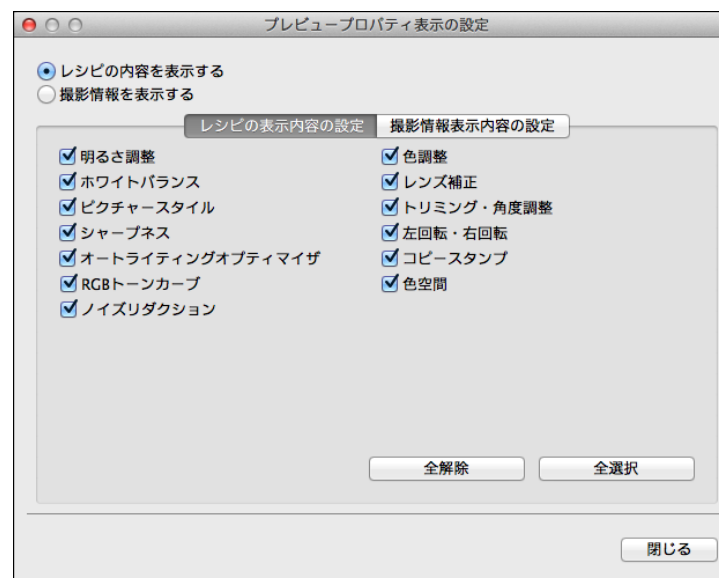 プレビュープロパティ表示の設定
レシピの内容を表示する
撮影情報を表示する
レシピの表示内容の設定 撮影情報表示内容の設定
明るさ調整 色調整
ホワイトバランス レンズ補正
ピクチャースタイル トリミング・角度調整
シャープネス 左回転・右回転
オートライティングオプティマイザ コピースタンプ
RGBトーンカーブ 色空間
ノイズリダクション
全解除 全選択
閉じる